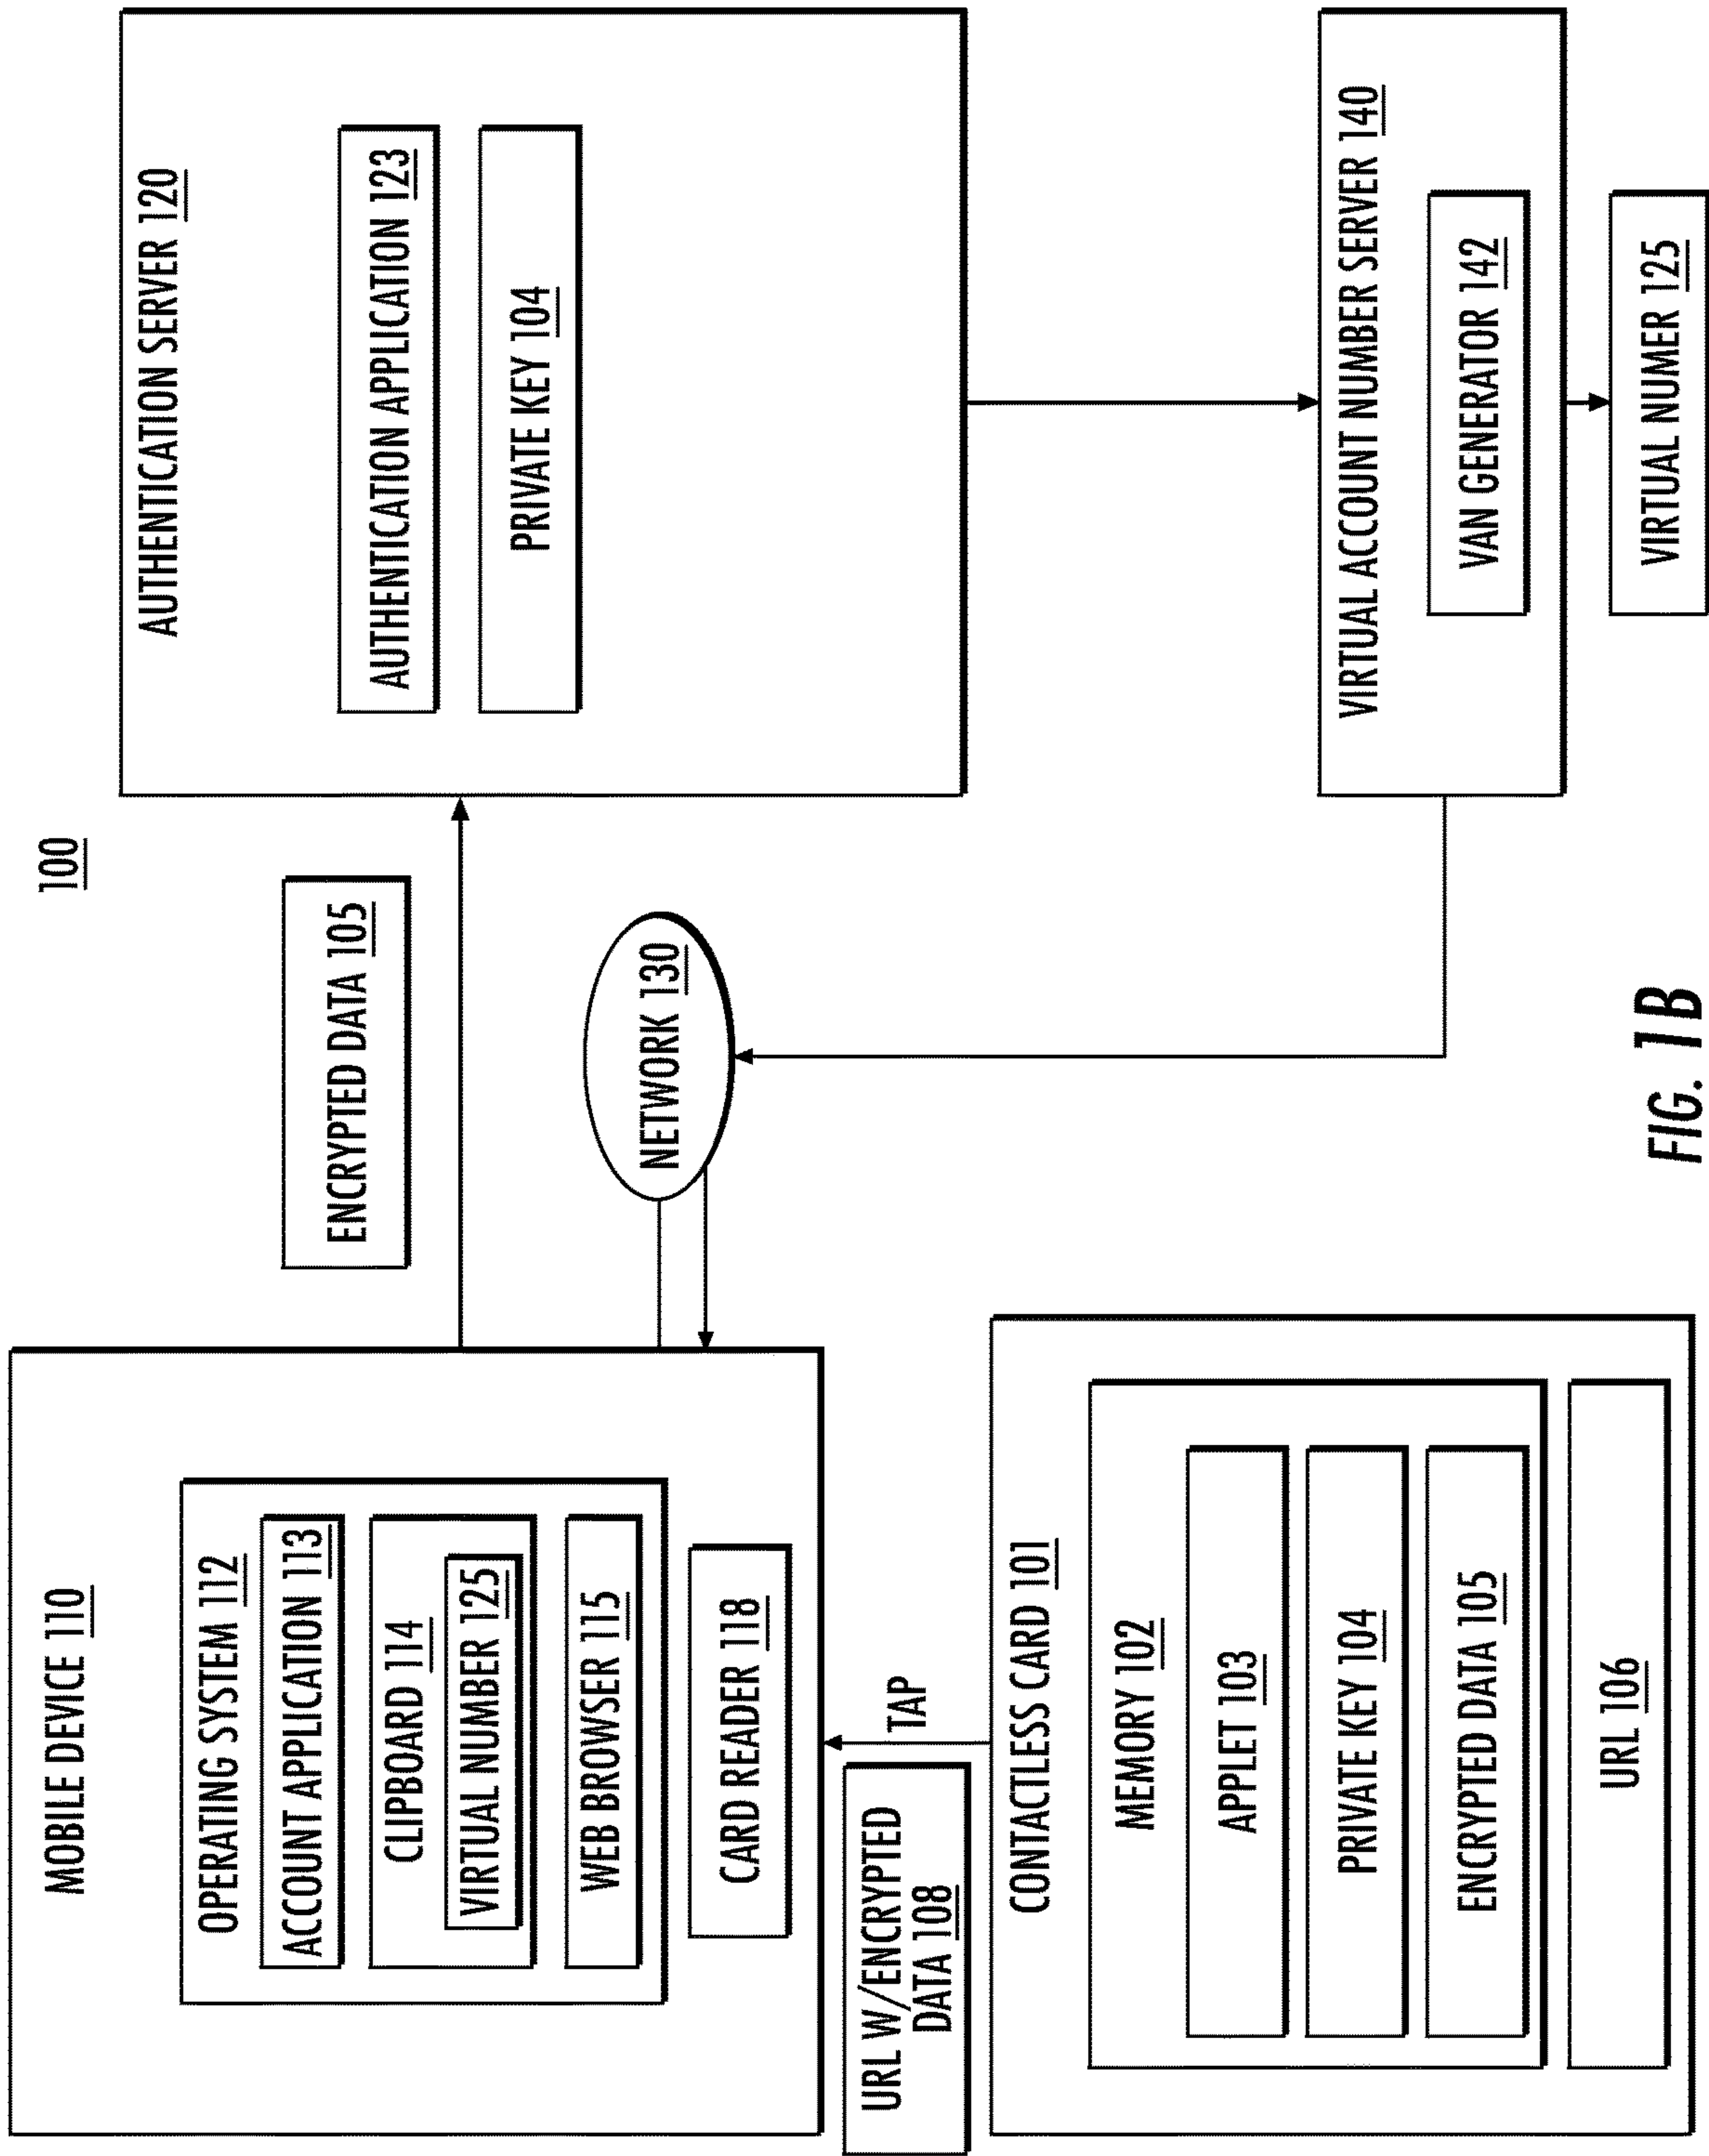 100
MOBILE DEVICE 110
OPERATING SYSTEM 112
ACCOUNT APPLICATION 113
CLIPBOARD 114
VIRTUAL NUMBER 125
WEB BROWSER 115
CARD READER 118
ENCRYPTED DATA 105
NETWORK 130
AUTHENTICATION SERVER 120
AUTHENTICATION APPLICATION 123
PRIVATE KEY 104
URL W/ENCRYPTED
DATA 108
TAP
CONTACTLESS CARD 101
MEMORY 102
APPLET 103
PRIVATE KEY 104
ENCRYPTED DATA 105
URL 106
VIRTUAL ACCOUNT NUMBER SERVER 140
VAN GENERATOR 142
VIRTUAL NUMER 125
FIG. 1B